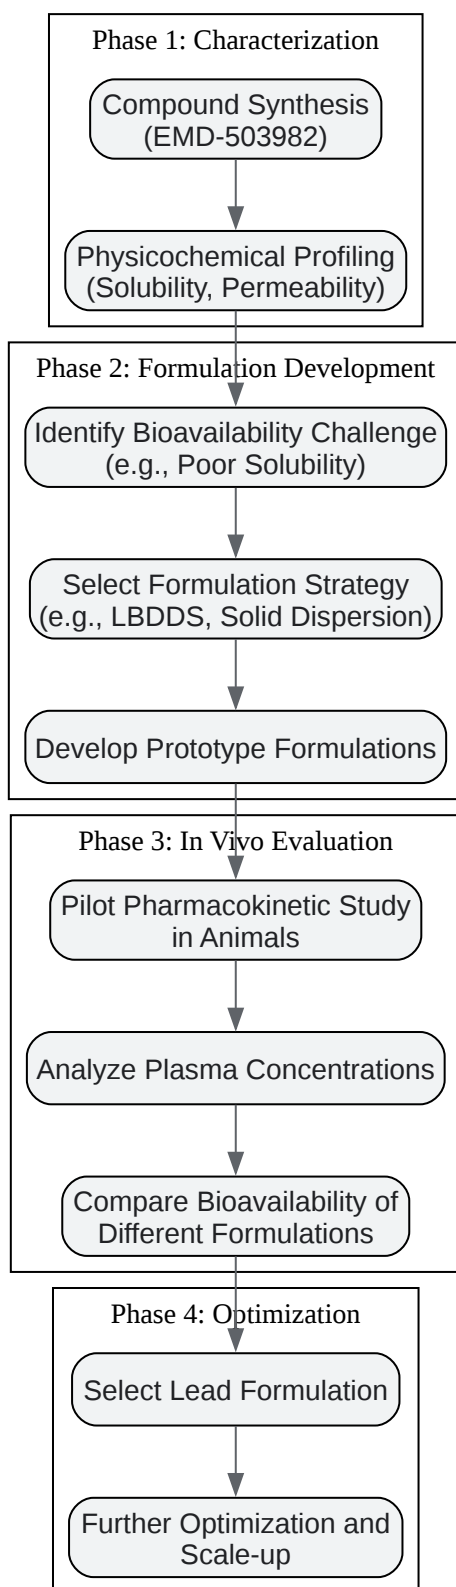 Phase 1: Characterization
Compound Synthesis
(EMD-503982)
Physicochemical Profiling
(Solubility, Permeability)
Phase 2: Formulation Development
Identify Bioavailability Challenge
(e.g., Poor Solubility)
Select Formulation Strategy
(e.g., LBDDS, Solid Dispersion)
Develop Prototype Formulations
Phase 3: In Vivo Evaluation
Pilot Pharmacokinetic Study
in Animals
Analyze Plasma Concentrations
Compare Bioavailability of
Different Formulations
Phase 4: Optimization
Select Lead Formulation
Further Optimization and
Scale-up